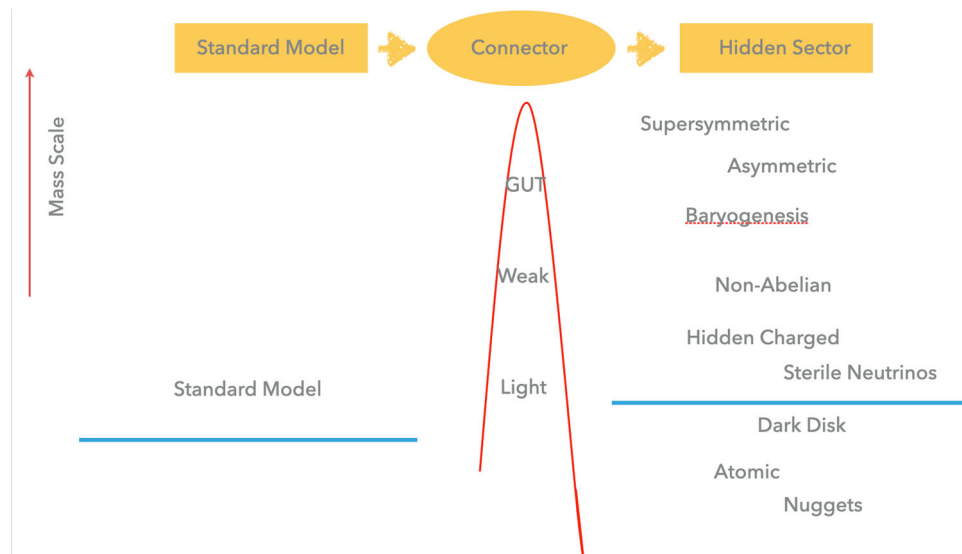 Standard Model
Connector
Hidden Sector
Mass Scale
Supersymmetric
Asymmetric
GUT
Baryogenesis
Weak
Non-Abelian
Hidden Charged
Sterile Neutrinos
Standard Model
Light
Dark Disk
Atomic
Nuggets